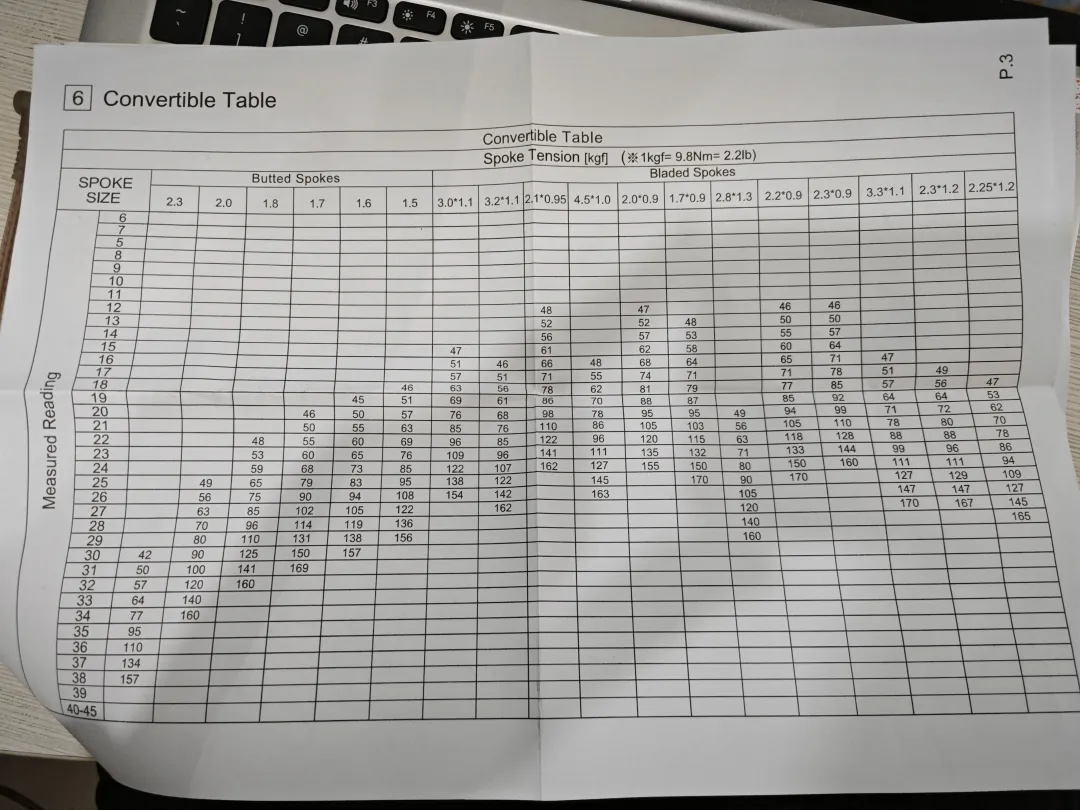 P.3
6 Convertible Table
Convertible Table
Spoke Tension [kgf] (※1kgf= 9.8Nm= 2.2lb)
SPOKE SIZE Butted Spokes Bladed Spokes
2.3 2.0 1.8 1.7 1.6 1.5 3.0*1.1 3.2*1.1 2.1*0.95 4.5*1.0 2.0*0.9 1.7*0.9 2.8*1.3 2.2*0.9 2.3*0.9 3.3*1.1 2.3*1.2 2.25*1.2
Measured Reading
6
7
5
8
9
10
11
12 48 47 46 46
13 52 52 48 50 50
14 56 57 53 55 57
15 47 61 62 58 60 64
16 51 46 66 48 68 64 65 71 47
17 57 51 71 55 74 71 71 78 51 49
18 46 63 56 78 62 81 79 77 85 57 56 47
19 45 51 69 61 86 70 88 87 85 92 64 64 53
20 46 50 57 76 68 98 78 95 95 49 94 99 71 72 62
21 50 55 63 85 76 110 86 105 103 56 105 110 78 80 70
22 48 55 60 69 96 85 122 96 120 115 63 118 128 88 88 78
23 53 60 65 76 109 96 141 111 135 132 71 133 144 99 96 86
24 59 68 73 85 122 107 162 127 155 150 80 150 160 111 111 94
25 49 65 79 83 95 138 122 145 170 90 170 127 129 109
26 56 75 90 94 108 154 142 163 105 147 147 127
27 63 85 102 105 122 162 120 170 167 145
28 70 96 114 119 136 140 165
29 80 110 131 138 156 160
30 42 90 125 150 157
31 50 100 141 169
32 57 120 160
33 64 140
34 77 160
35 95
36 110
37 134
38 157
39
40-45
F3
F4
F5
~
!
1
@
#